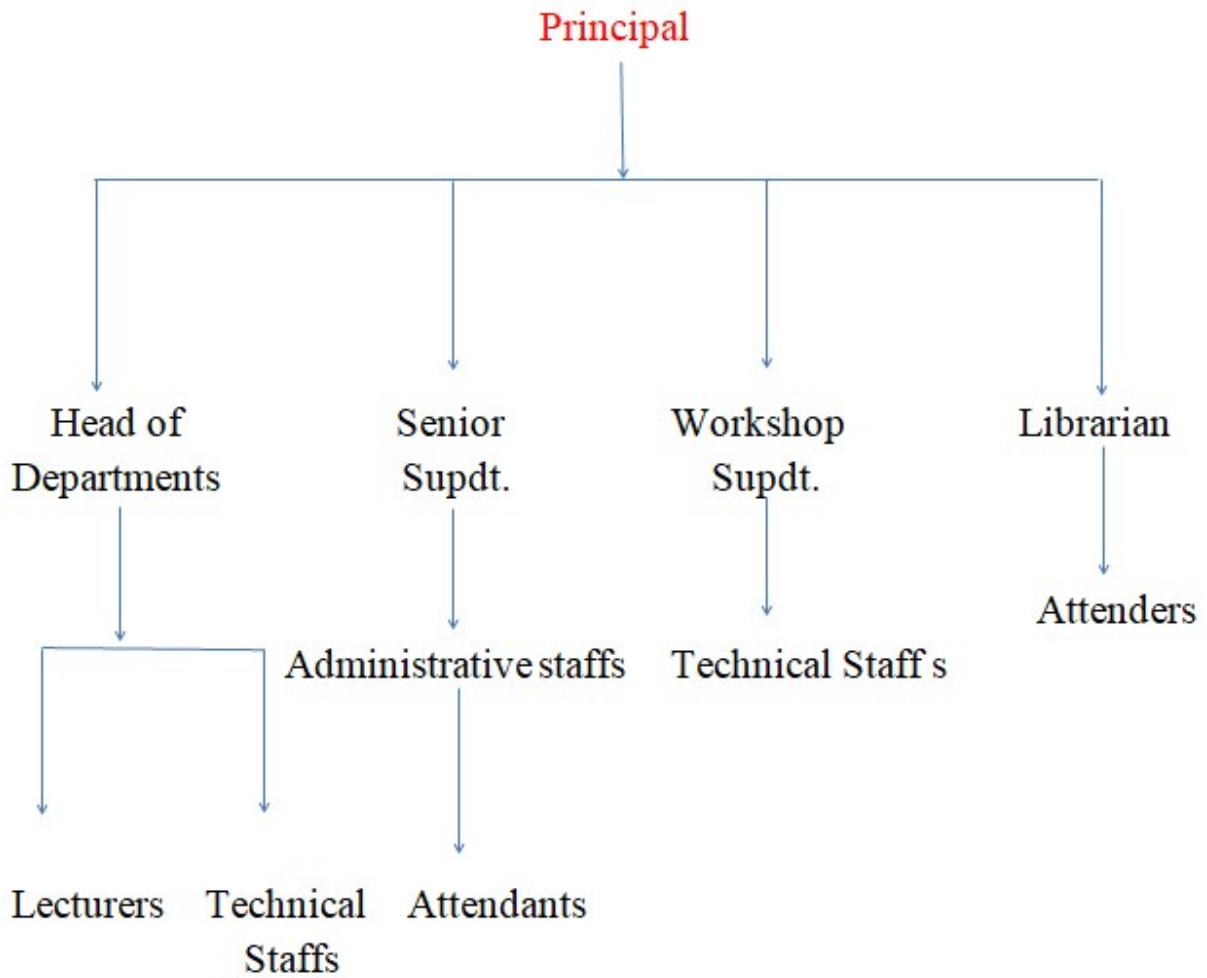 Principal
Head of
Departments
Senior
Supdt.
Workshop
Supdt.
Librarian
Attenders
Administrative staffs
Technical Staff s
Lecturers
Technical
Staffs
Attendants